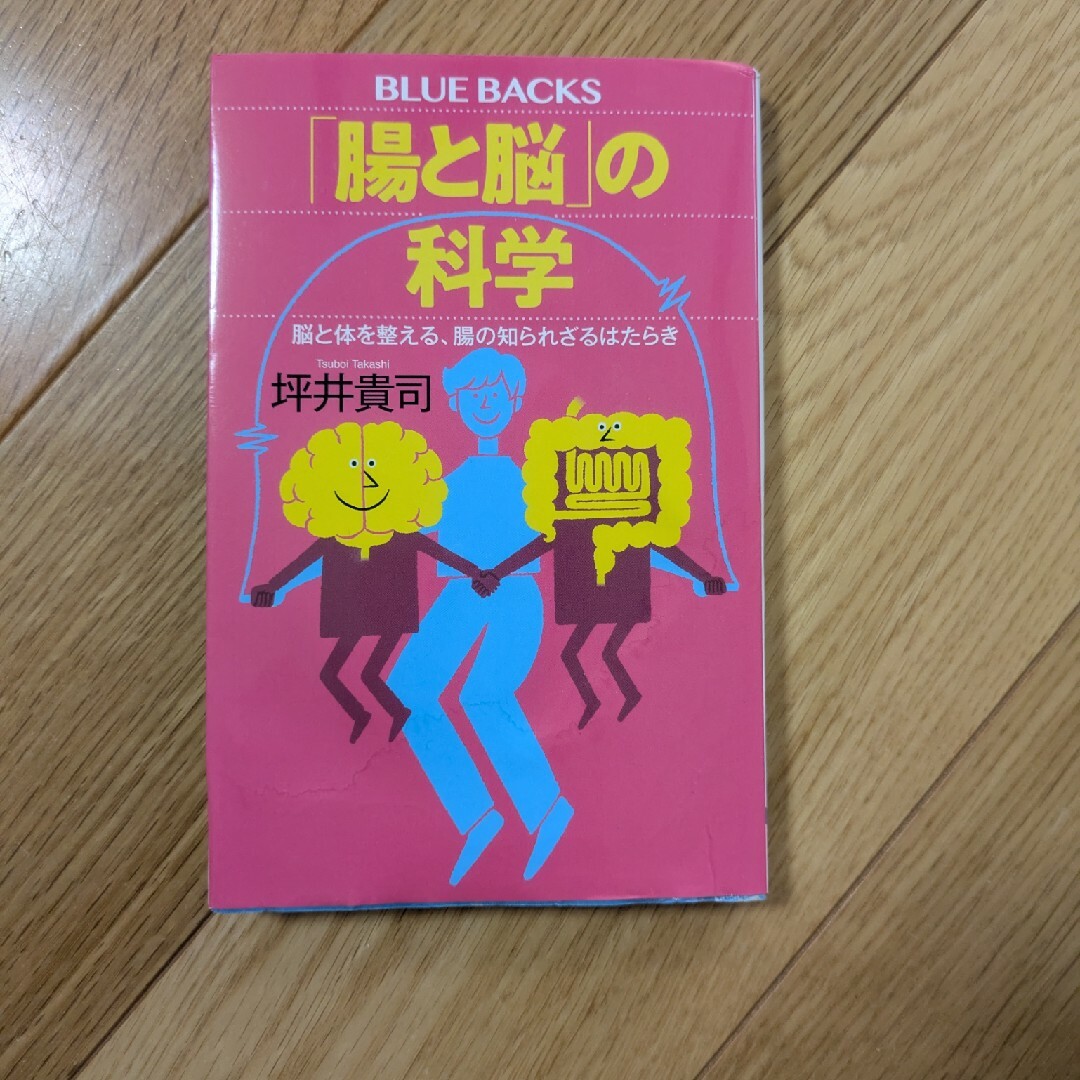 BLUE BACKS
「腸と脳」の
科学
脳と体を整える、腸の知られざるはたらき
Tsuboi Takashi
坪井貴司